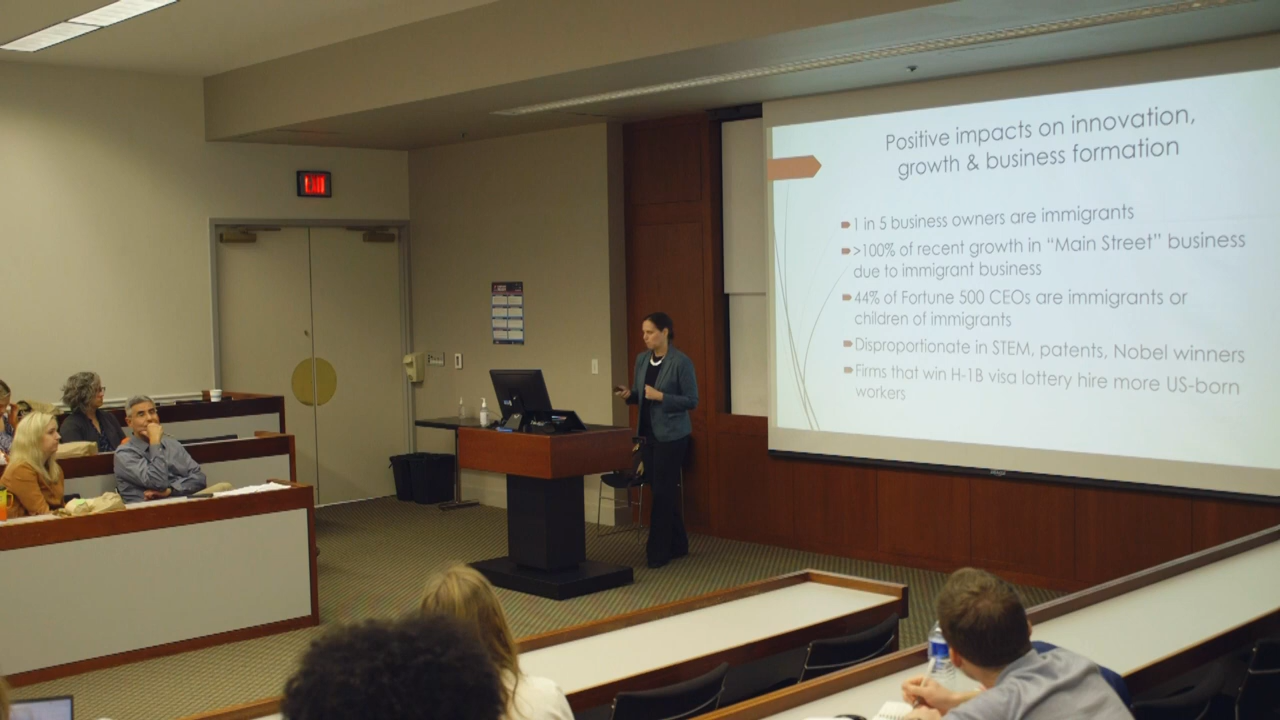 EXIT
Positive impacts on innovation,
growth & business formation
1 in 5 business owners are immigrants
>100% of recent growth in “Main Street” business
due to immigrant business
44% of Fortune 500 CEOs are immigrants or
children of immigrants
Disproportionate in STEM, patents, Nobel winners
Firms that win H-1B visa lottery hire more US-born
workers